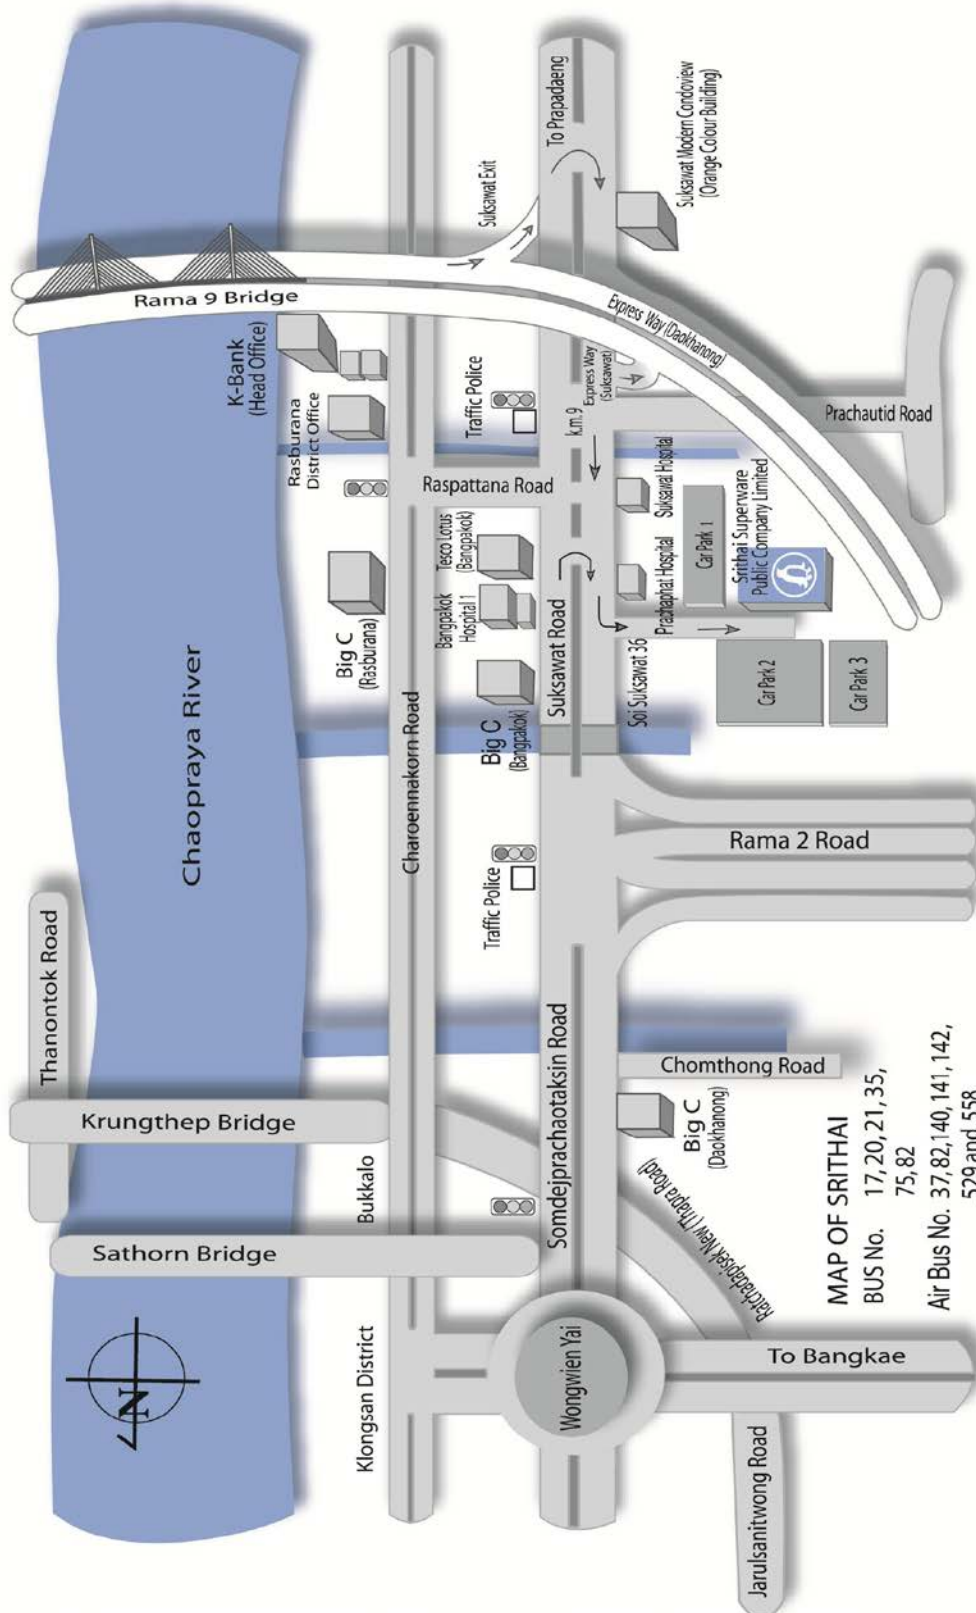 Thanontok Road
Chaopraya River
Krungthep Bridge
Sathorn Bridge
Rama 9 Bridge
N
K-Bank
(Head Office)
Rasburana
District Office
Big C
(Rasburana)
Bukkalo
Klongsan District
Charoennakorn Road
Suksawat Exit
Traffic Police
Raspattana Road
Tesco Lotus
(Bangpakok)
Bangpakok
Hospital 1
Big C
(Bangpakok)
Traffic Police
To Prapadaeng
Express Way
(Suksawat)
k.m.9
Suksawat Road
Somdejprachaotaksin Road
Wongwien Yai
Suksawat Modern Condoview
(Orange Colour Building)
Express Way (Daokhanong)
Prachautid Road
Suksawat Hospital
Prachaphat Hospital
Car Park 1
Srithai Superware
Public Company Limited
Soi Suksawat 36
Car Park 2
Car Park 3
Rama 2 Road
Chomthong Road
Big C
(Daokhanong)
Ratchadapisek New (Thapra Road)
To Bangkae
Jarulsanitwong Road
MAP OF SRITHAI
BUS No. 17, 20, 21, 35,
75, 82
Air Bus No. 37, 82, 140, 141, 142,
529 and 558